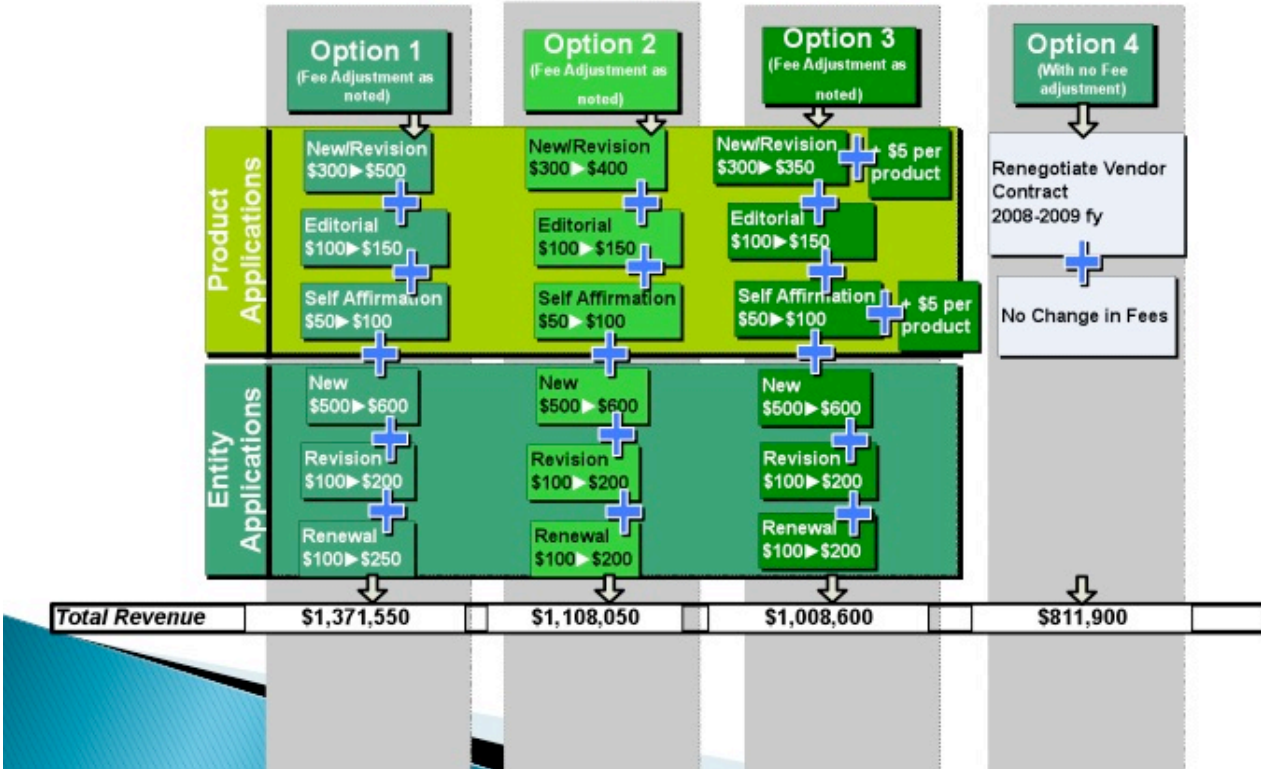 Option 1
(Fee Adjustment as
noted)
Option 2
(Fee Adjustment as
noted)
Option 3
(Fee Adjustment as
noted)
Option 4
(With no Fee
adjustment)
Product
Applications
New/Revision
$300►$500
Editorial
$100►$150
Self Affirmation
$50►$100
New/Revision
$300►$400
Editorial
$100►$150
Self Affirmation
$50►$100
New/Revision
$300►$350
+ $5 per
product
Editorial
$100►$150
Self Affirmation
$50►$100
+ $5 per
product
Renegotiate Vendor
Contract
2008-2009 fy
No Change in Fees
Entity
Applications
New
$500►$600
Revision
$100►$200
Renewal
$100►$250
New
$500►$600
Revision
$100►$200
Renewal
$100►$200
New
$500►$600
Revision
$100►$200
Renewal
$100►$200
Total Revenue
$1,371,550
$1,108,050
$1,008,600
$811,900